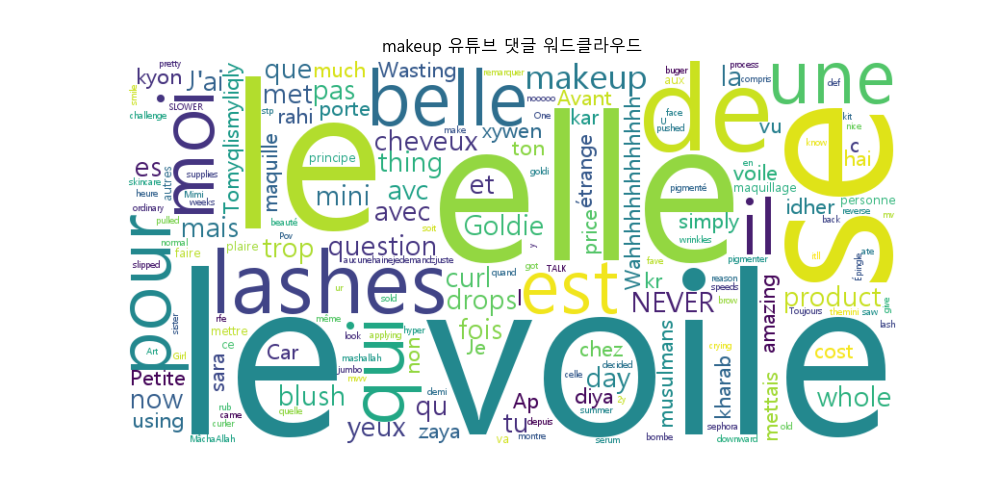 makeup 유튜브 댓글 워드클라우드
pretty
kyon
J'ai
que
much
Wasting
remarquer
makeup
buger
process
la
compris
def
une
smile
SLOWER
challenge
moi
met
pas
stp
rahi
porte
belle
nooooo
Avant
One
kar
aux
de
face
U
pushed
vu
kit
nice
c
know
hai
se
le
elle
es
skincare
autres
supplies
heure
Mimi
weeks
ordinary
Tomyqlismyliqly
maquille
principe
mini
cheveux
make
thing
avc
xywen
ton
goldi
et
étrange
Wahhhhhhhhhhhhhhh
pigmenté
en
voile
maquillage
personne
idher
reverse
back
mv
mais
pulled
normal
faire
plaire
beauté
Pov
trop
avec
question
soit
Goldie
y
price
simply
wrinkles
il
pour
slipped
aucunehainejedemandzjuste
curl
quand
got
TALK
fave
pigmenter
ate
Épingle
all
lashes
ur
sold
drops
est
kr
NEVER
reason
speeds
product
Toujours
saw
give
sister
rfe
même
mettre
ce
look
applying
qui
non
hyper
fois
Je
l
chez
brow
amazing
themini
lash
cost
le voile
Art
Girl
Petite
now
using
rub
came
curler
MachaAllah
sara
Car
mashallah
jumbo
mvv
blush
quelle
yeux
demi
qu
zaya
va
tu
Ap
depuis
montre
celle
decided
day
diya
summer
2y
serum
bombe
musulmans
crying
kharab
sephora
downward
mettais
old
whole